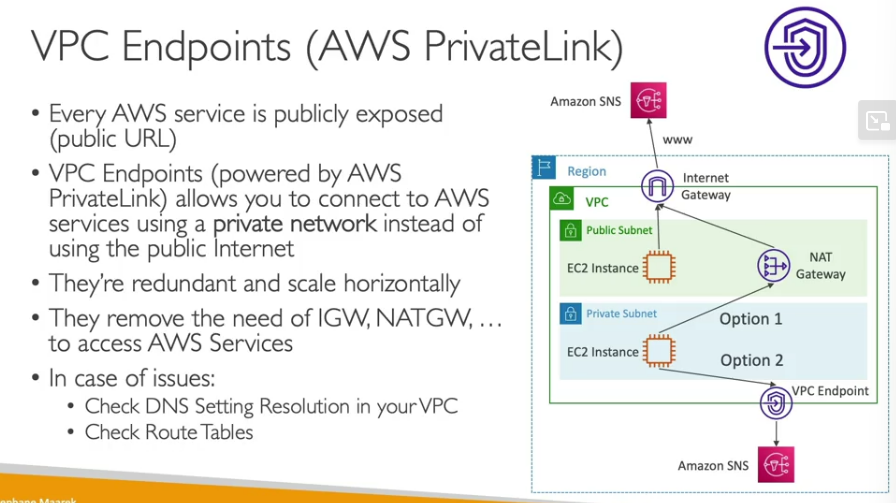 VPC Endpoints (AWS PrivateLink)
• Every AWS service is publicly exposed
(public URL)
• VPC Endpoints (powered by AWS
PrivateLink) allows you to connect to AWS
services using a private network instead of
using the public Internet
• They're redundant and scale horizontally
• They remove the need of IGW, NATGW, …
to access AWS Services
• In case of issues:
• Check DNS Setting Resolution in your VPC
• Check Route Tables
Amazon SNS
www
Region
Internet
Gateway
VPC
Public Subnet
EC2 Instance
NAT
Gateway
Private Subnet
Option 1
EC2 Instance
Option 2
VPC Endpoint
Amazon SNS
Maarek